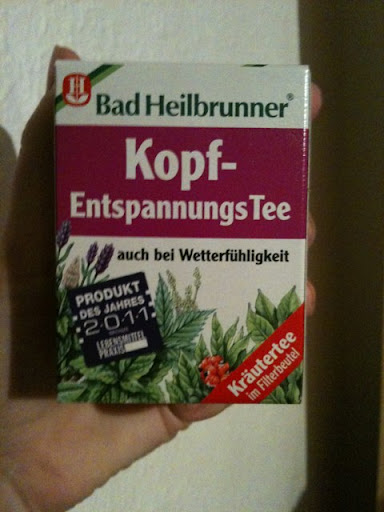 Bad Heilbrunner®
Kopf-
EntspannungsTee
auch bei Wetterfühligkeit
PRODUKT
DES JAHRES
2011
LEBENSMITTEL
PRAXIS
Kräutertee
im Filterbeutel